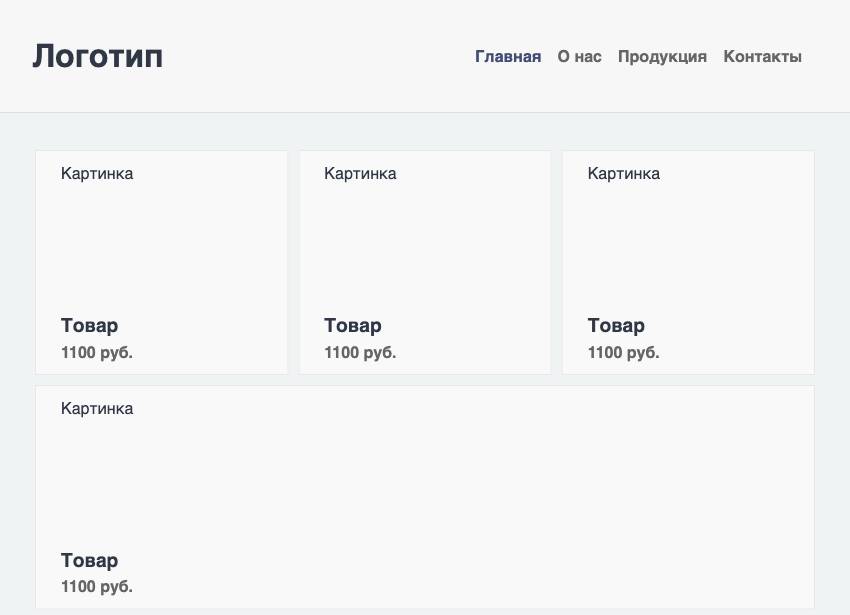 Логотип
Главная О нас Продукция Контакты
Картинка
Товар
1100 руб.
Картинка
Товар
1100 руб.
Картинка
Товар
1100 руб.
Картинка
Товар
1100 руб.